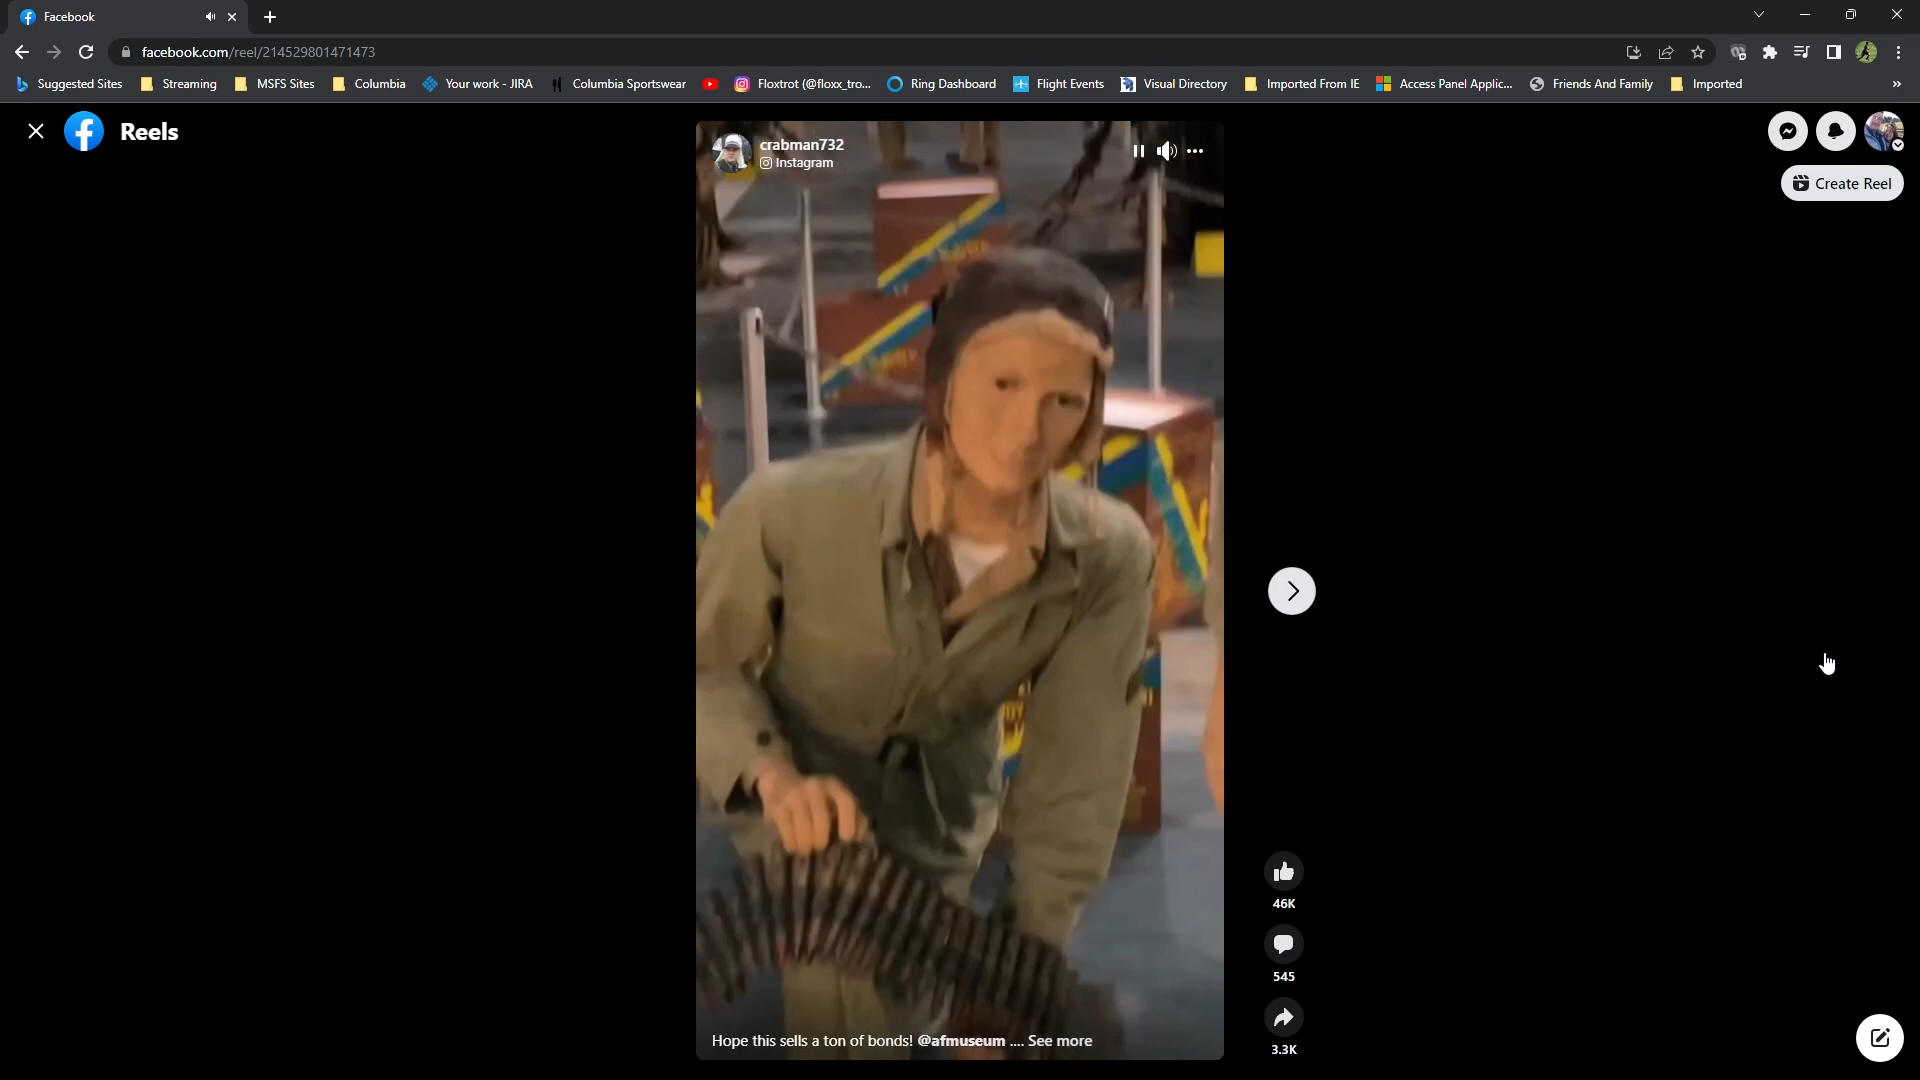 Facebook
facebook.com/reel/214529801471473
Suggested Sites Streaming MSFS Sites Columbia Your work - JIRA Columbia Sportswear Floxtrot (@floxx_tro... Ring Dashboard Flight Events Visual Directory Imported From IE Access Panel Applic... Friends And Family Imported »
Reels
crabman732
Instagram
Create Reel
46K
545
3.3K
Hope this sells a ton of bonds! @afmuseum .... See more